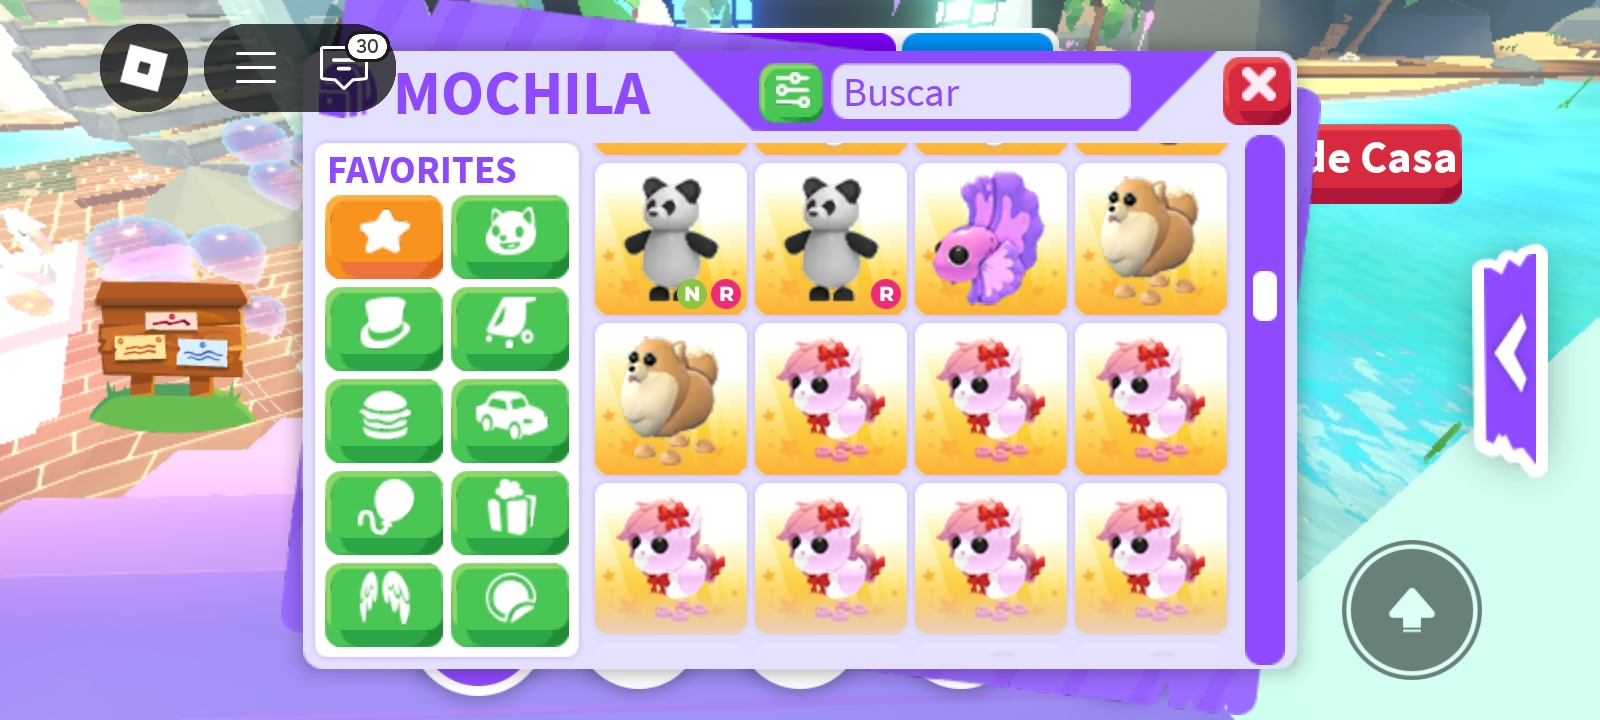 30
MOCHILA
Buscar
FAVORITES
de Casa
N R
R